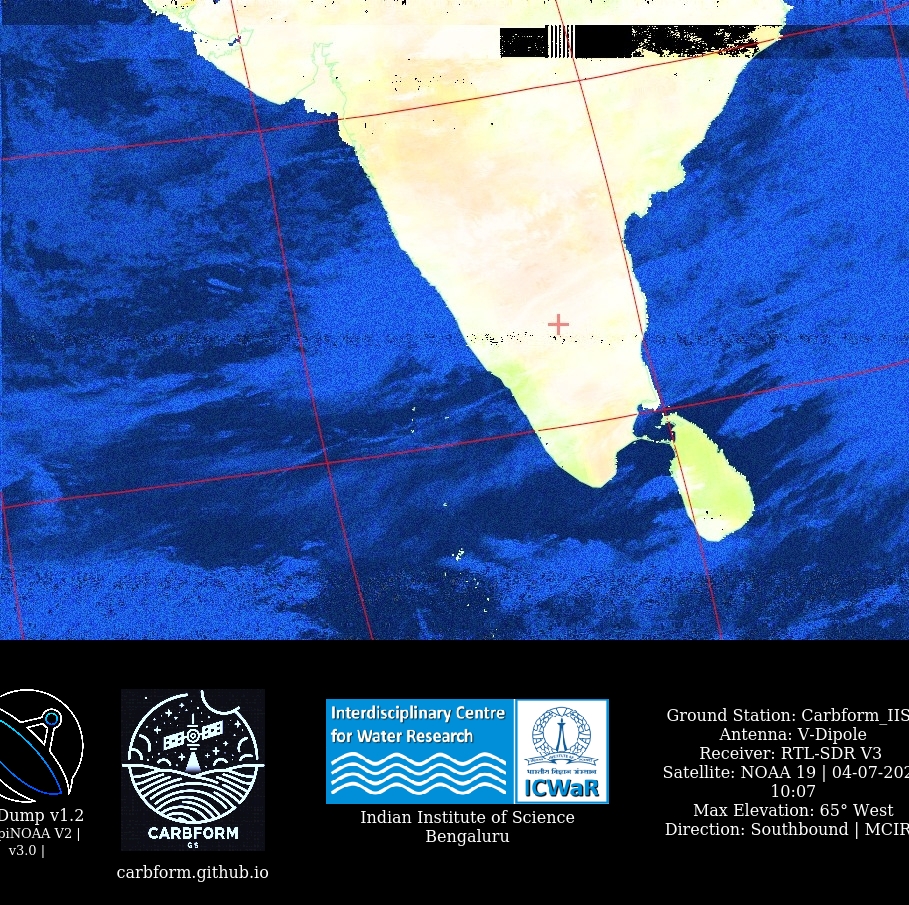 Dump v1.2
piNOAA V2 |
v3.0 |
CARBFORM
GS
carbform.github.io
Interdisciplinary Centre
for Water Research
भारतीय विज्ञान संस्थान
ICWaR
Indian Institute of Science
Bengaluru
Ground Station: Carbform_IIS
Antenna: V-Dipole
Receiver: RTL-SDR V3
Satellite: NOAA 19 | 04-07-202
10:07
Max Elevation: 65° West
Direction: Southbound | MCIR